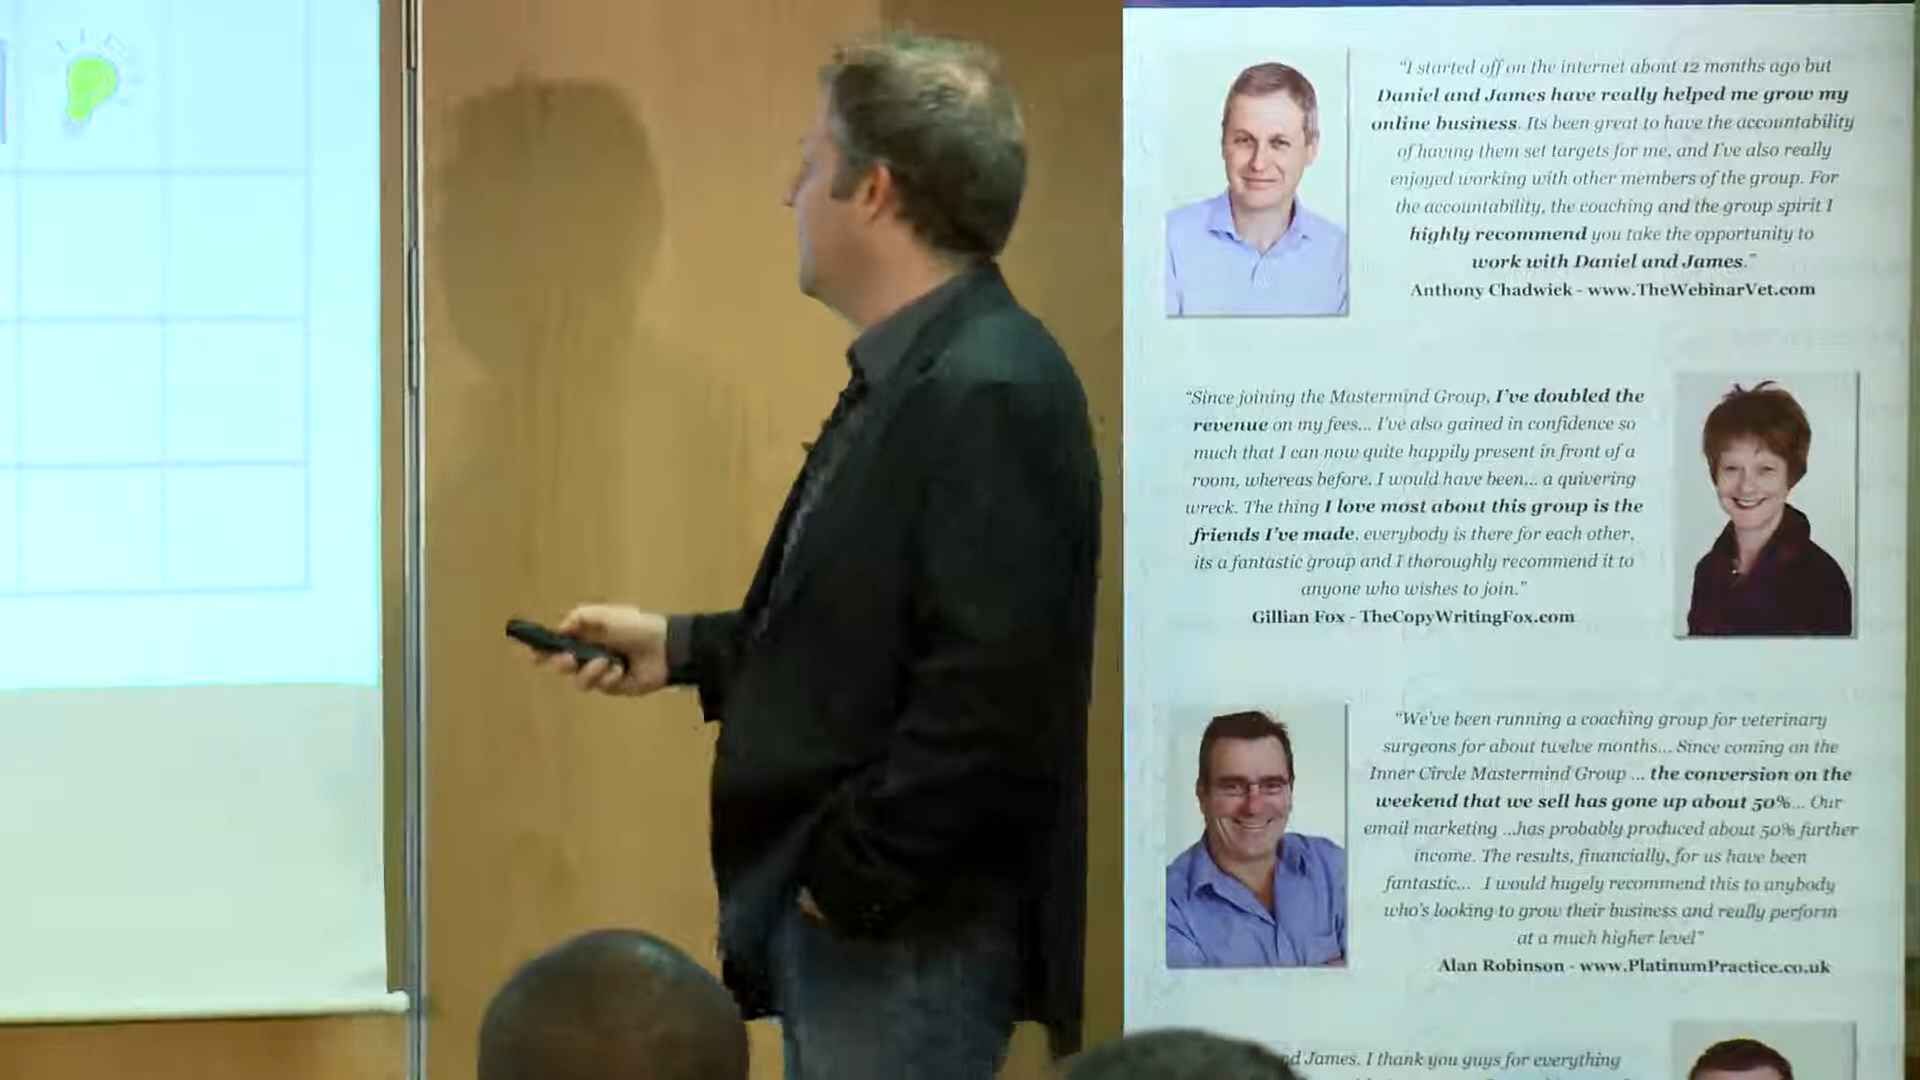 “I started off on the internet about 12 months ago but
Daniel and James have really helped me grow my
online business. Its been great to have the accountability
of having them set targets for me, and I’ve also really
enjoyed working with other members of the group. For
the accountability, the coaching and the group spirit I
highly recommend you take the opportunity to
work with Daniel and James.”
Anthony Chadwick - www.TheWebinarVet.com
“Since joining the Mastermind Group, I’ve doubled the
revenue on my fees... I’ve also gained in confidence so
much that I can now quite happily present in front of a
room, whereas before, I would have been... a quivering
wreck. The thing I love most about this group is the
friends I’ve made, everybody is there for each other,
its a fantastic group and I thoroughly recommend it to
anyone who wishes to join.”
Gillian Fox - TheCopyWritingFox.com
“We’ve been running a coaching group for veterinary
surgeons for about twelve months... Since coming on the
Inner Circle Mastermind Group ... the conversion on the
weekend that we sell has gone up about 50%... Our
email marketing ...has probably produced about 50% further
income. The results, financially, for us have been
fantastic... I would hugely recommend this to anybody
who’s looking to grow their business and really perform
at a much higher level”
Alan Robinson - www.PlatinumPractice.co.uk
James, I thank you guys for everything